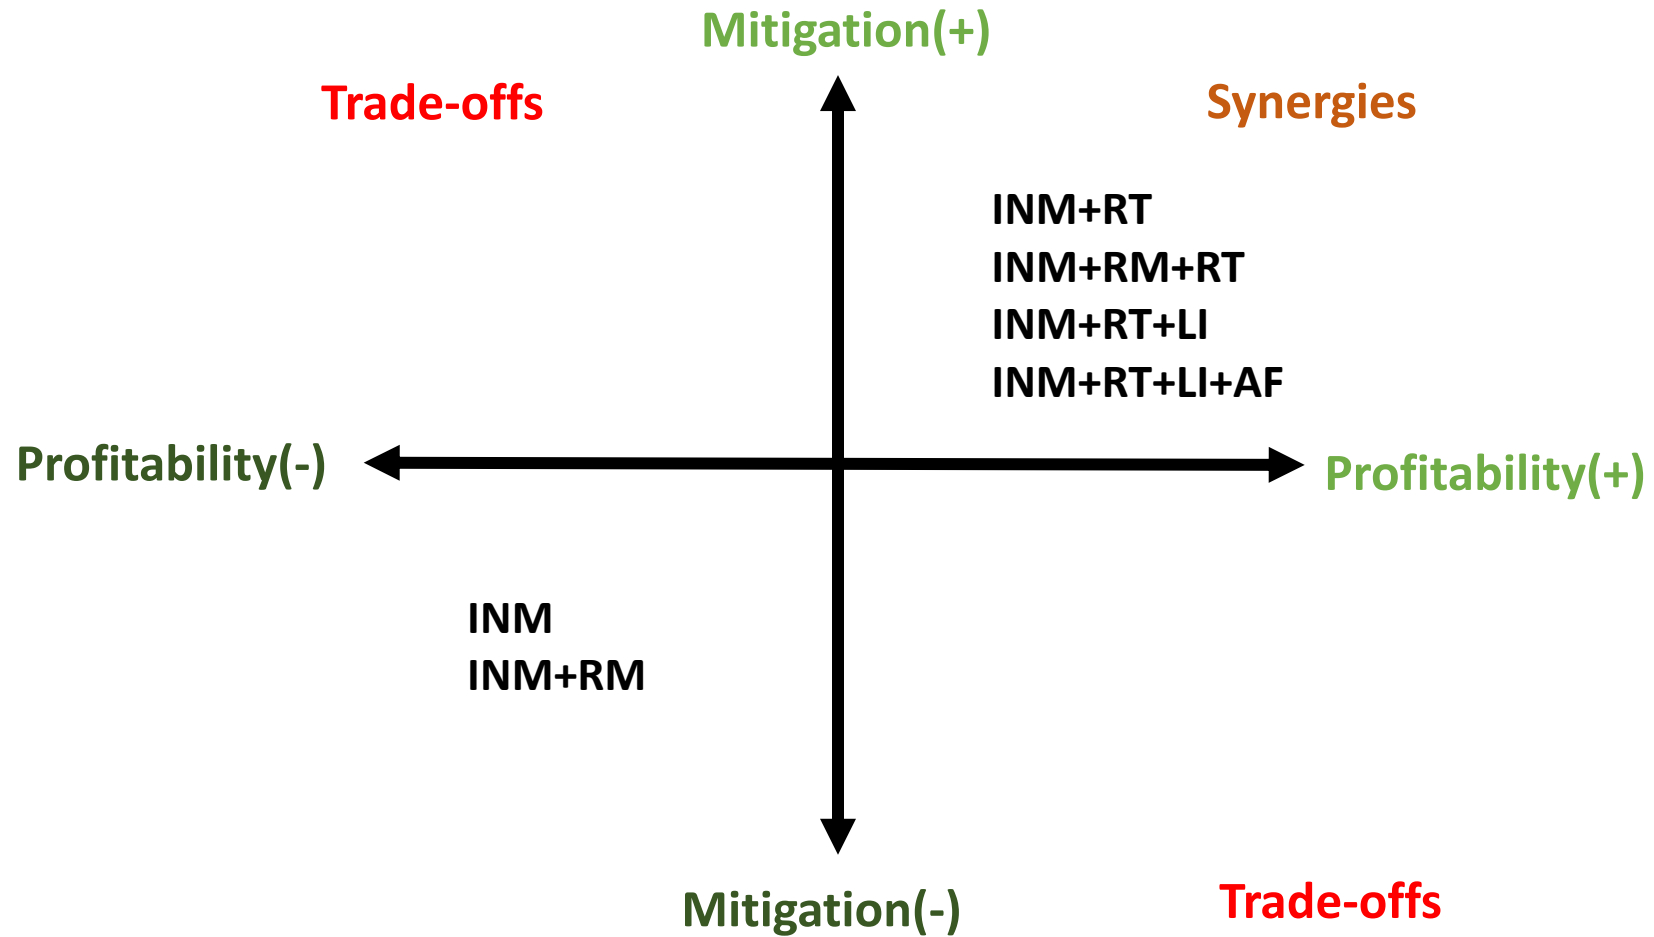 Mitigation(+)
Trade-offs
Synergies
INM+RT
INM+RM+RT
INM+RT+LI
INM+RT+LI+AF
Profitability(-)
Profitability(+)
INM
INM+RM
Mitigation(-)
Trade-offs